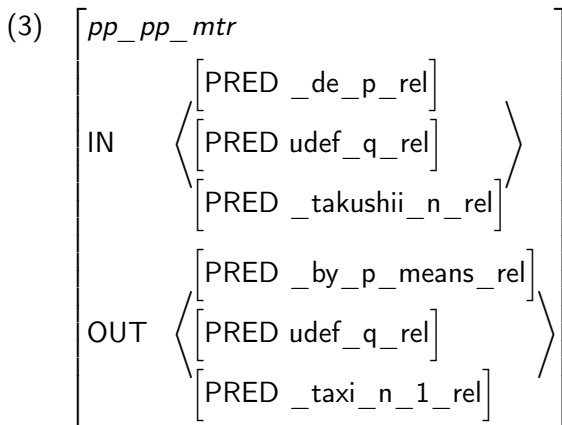 (3) pp_pp_mtr
[PRED _de_p_rel]
IN ⟨[PRED udef_q_rel]⟩
[PRED _takushii_n_rel]
[PRED _by_p_means_rel]
OUT ⟨[PRED udef_q_rel]⟩
[PRED _taxi_n_1_rel]